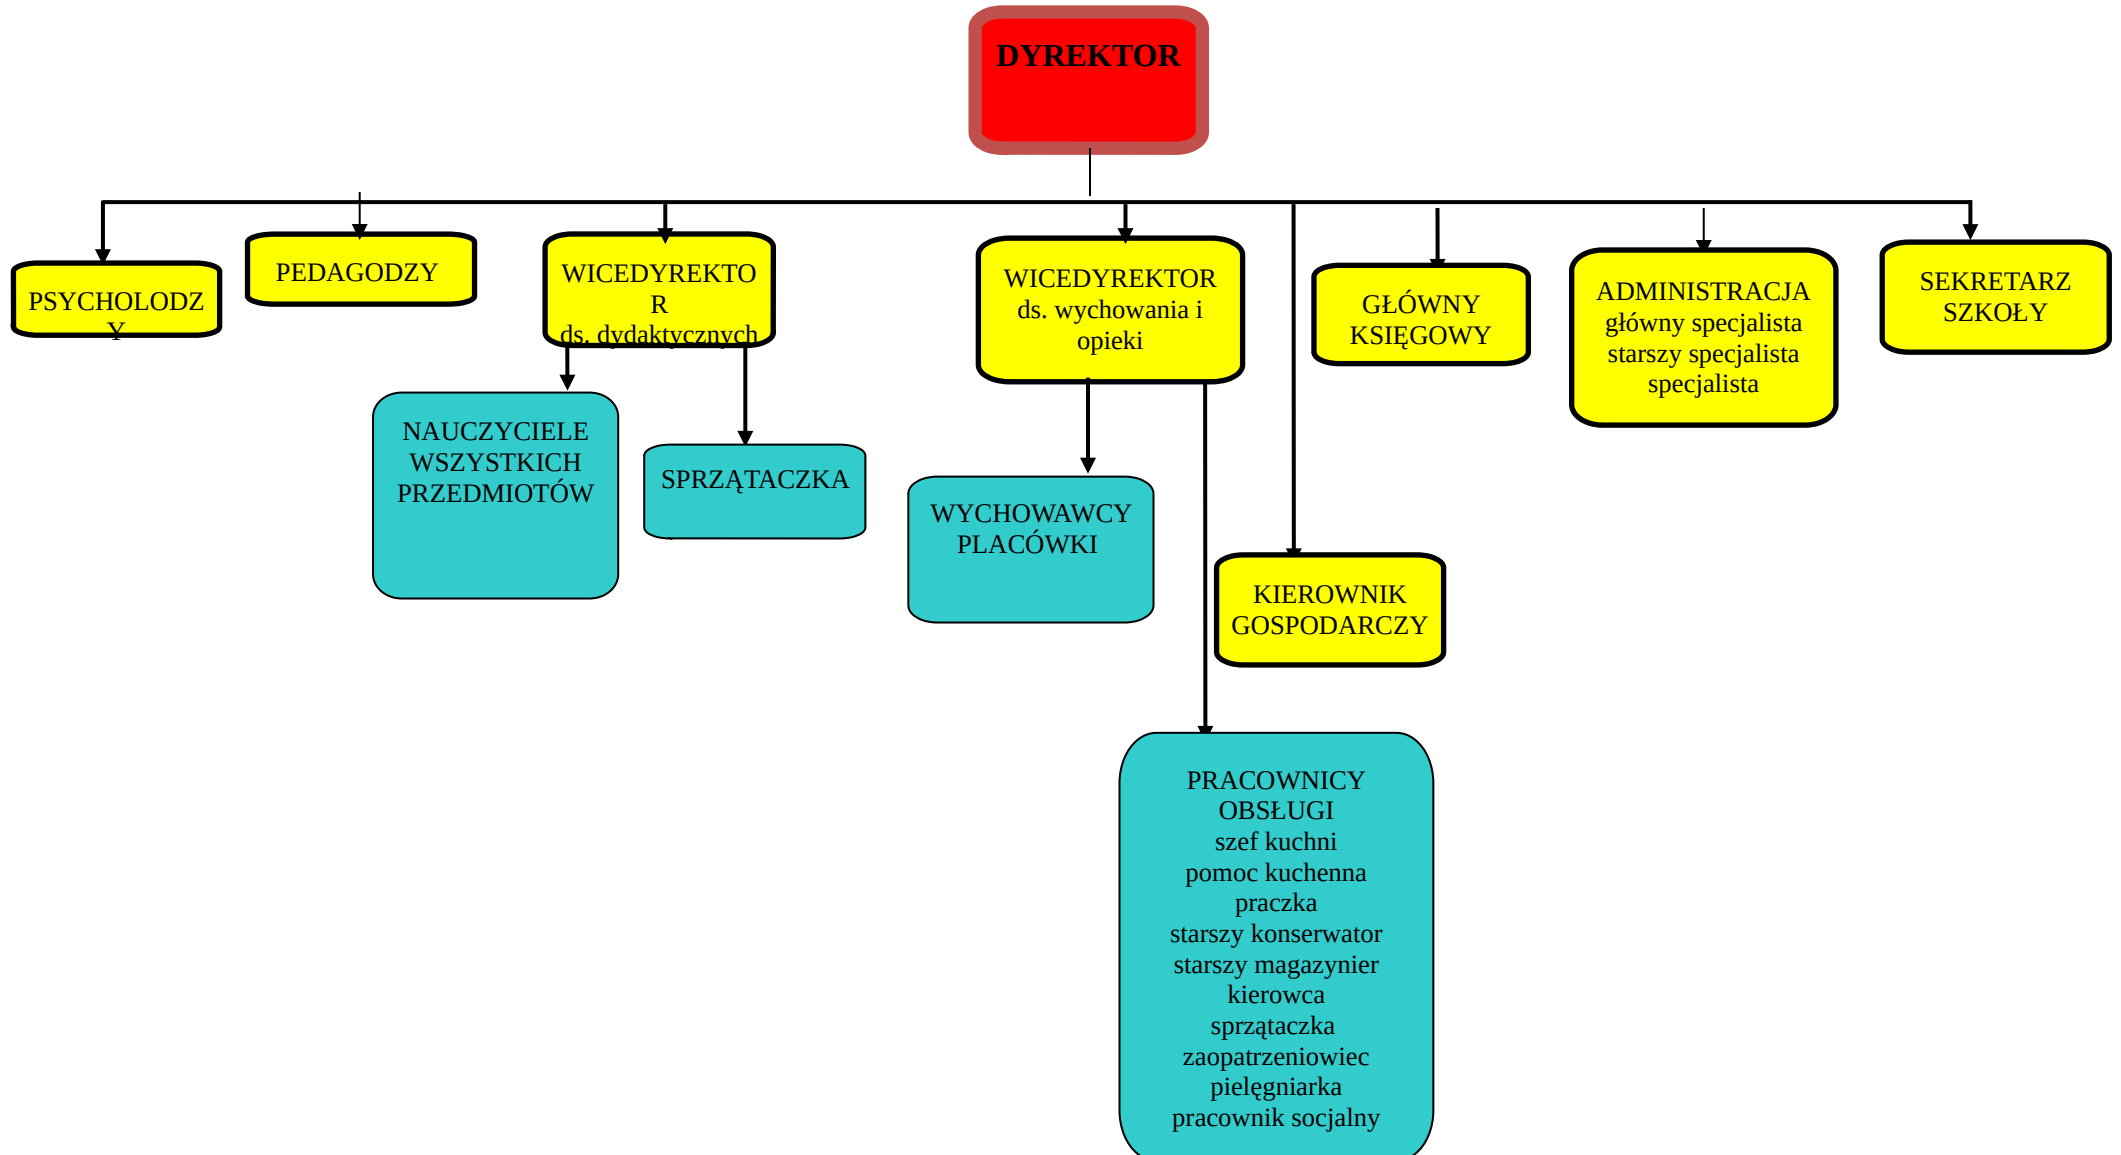 DYREKTOR
PSYCHOLODZ
Y
PEDAGODZY
WICEDYREKTO
R
ds. dydaktycznych
WICEDYREKTOR
ds. wychowania i
opieki
GŁÓWNY
KSIĘGOWY
ADMINISTRACJA
główny specjalista
starszy specjalista
specjalista
SEKRETARZ
SZKOŁY
NAUCZYCIELE
WSZYSTKICH
PRZEDMIOTÓW
SPRZĄTACZKA
WYCHOWAWCY
PLACÓWKI
KIEROWNIK
GOSPODARCZY
PRACOWNICY
OBSŁUGI
szef kuchni
pomoc kuchenna
praczka
starszy konserwator
starszy magazynier
kierowca
sprzątaczka
zaopatrzeniowiec
pielęgniarka
pracownik socjalny